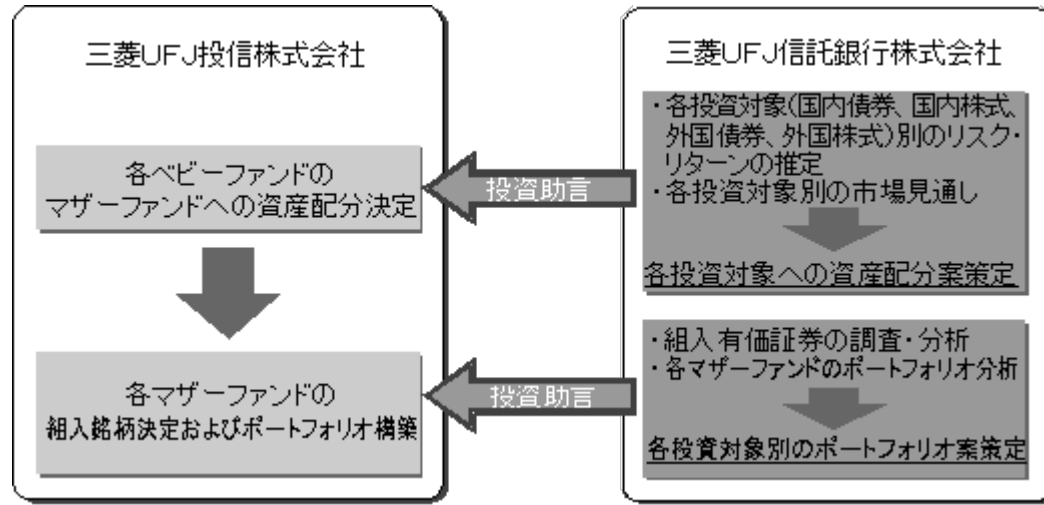 三菱UFJ投信株式会社
各ベビーファンドの
マザーファンドへの資産配分決定
各マザーファンドの
組入銘柄決定およびポートフォリオ構築
投資助言
投資助言
三菱UFJ信託銀行株式会社
・各投資対象(国内債券、国内株式、
外国債券、外国株式)別のリスク・
リターンの推定
・各投資対象別の市場見通し
各投資対象への資産配分案策定
・組入有価証券の調査・分析
・各マザーファンドのポートフォリオ分析
各投資対象別のポートフォリオ案策定